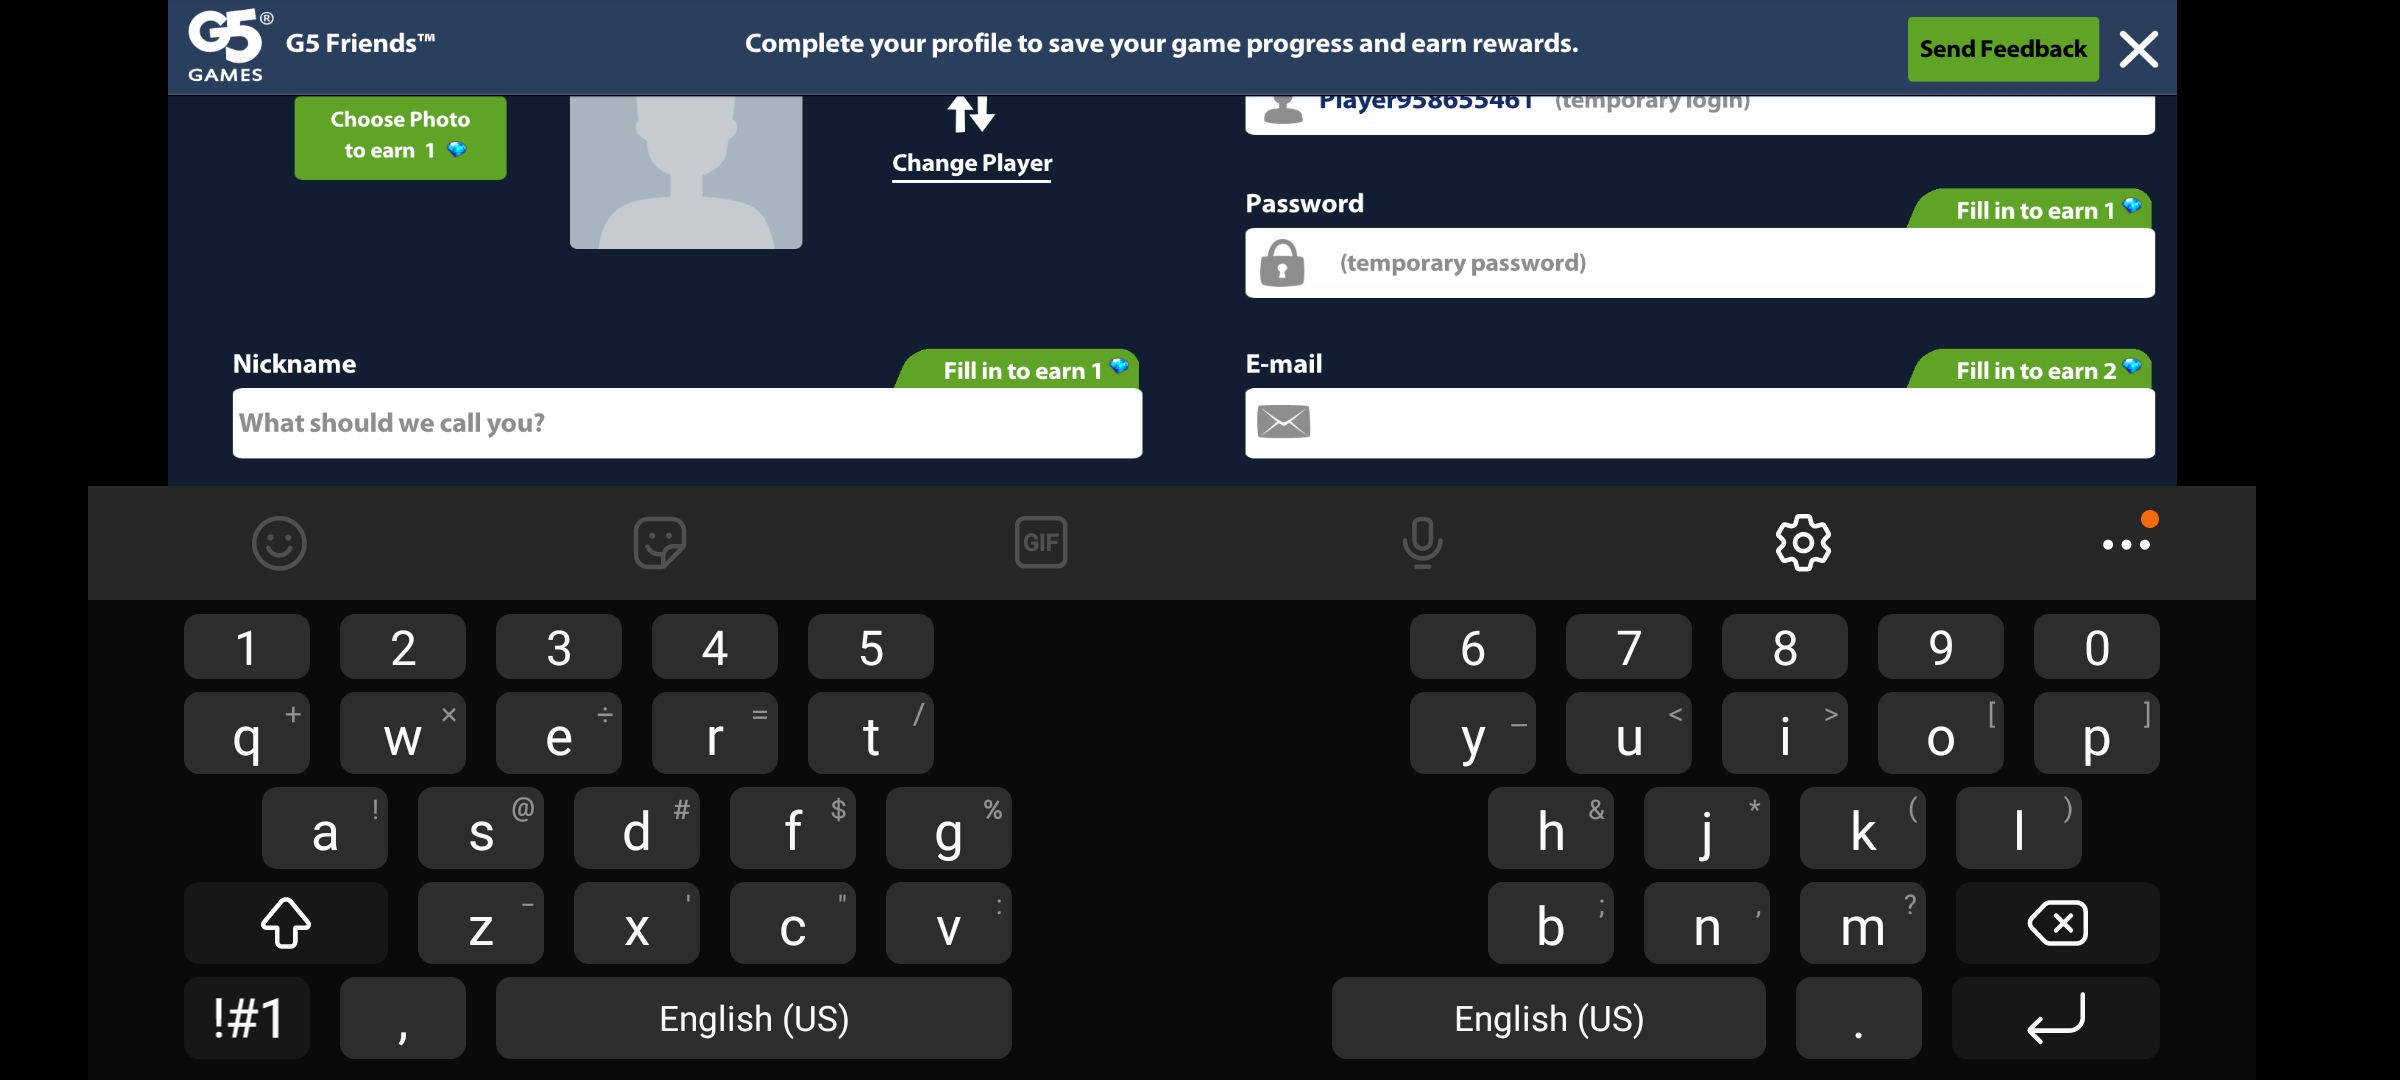 G5®
GAMES
G5 Friends™
Complete your profile to save your game progress and earn rewards.
Send Feedback
Choose Photo
to earn 1
Change Player
Player958655461 (temporary login)
Password
Fill in to earn 1
(temporary password)
Nickname
Fill in to earn 1
What should we call you?
E-mail
Fill in to earn 2
GIF
1 2 3 4 5 6 7 8 9 0
q + w × e ÷ r = t / y _ u < i > o [ p ]
a ! s @ d # f $ g % h & j * k ( l )
z - x ' c " v : b ; n , m ?
!#1 , English (US) English (US) .